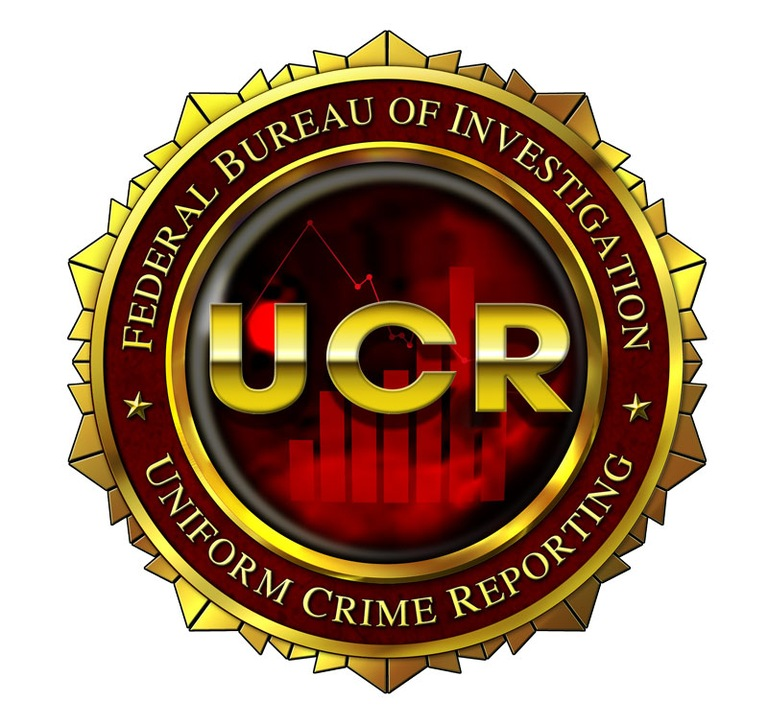 FEDERAL BUREAU OF INVESTIGATION
UCR
UNIFORM CRIME REPORTING